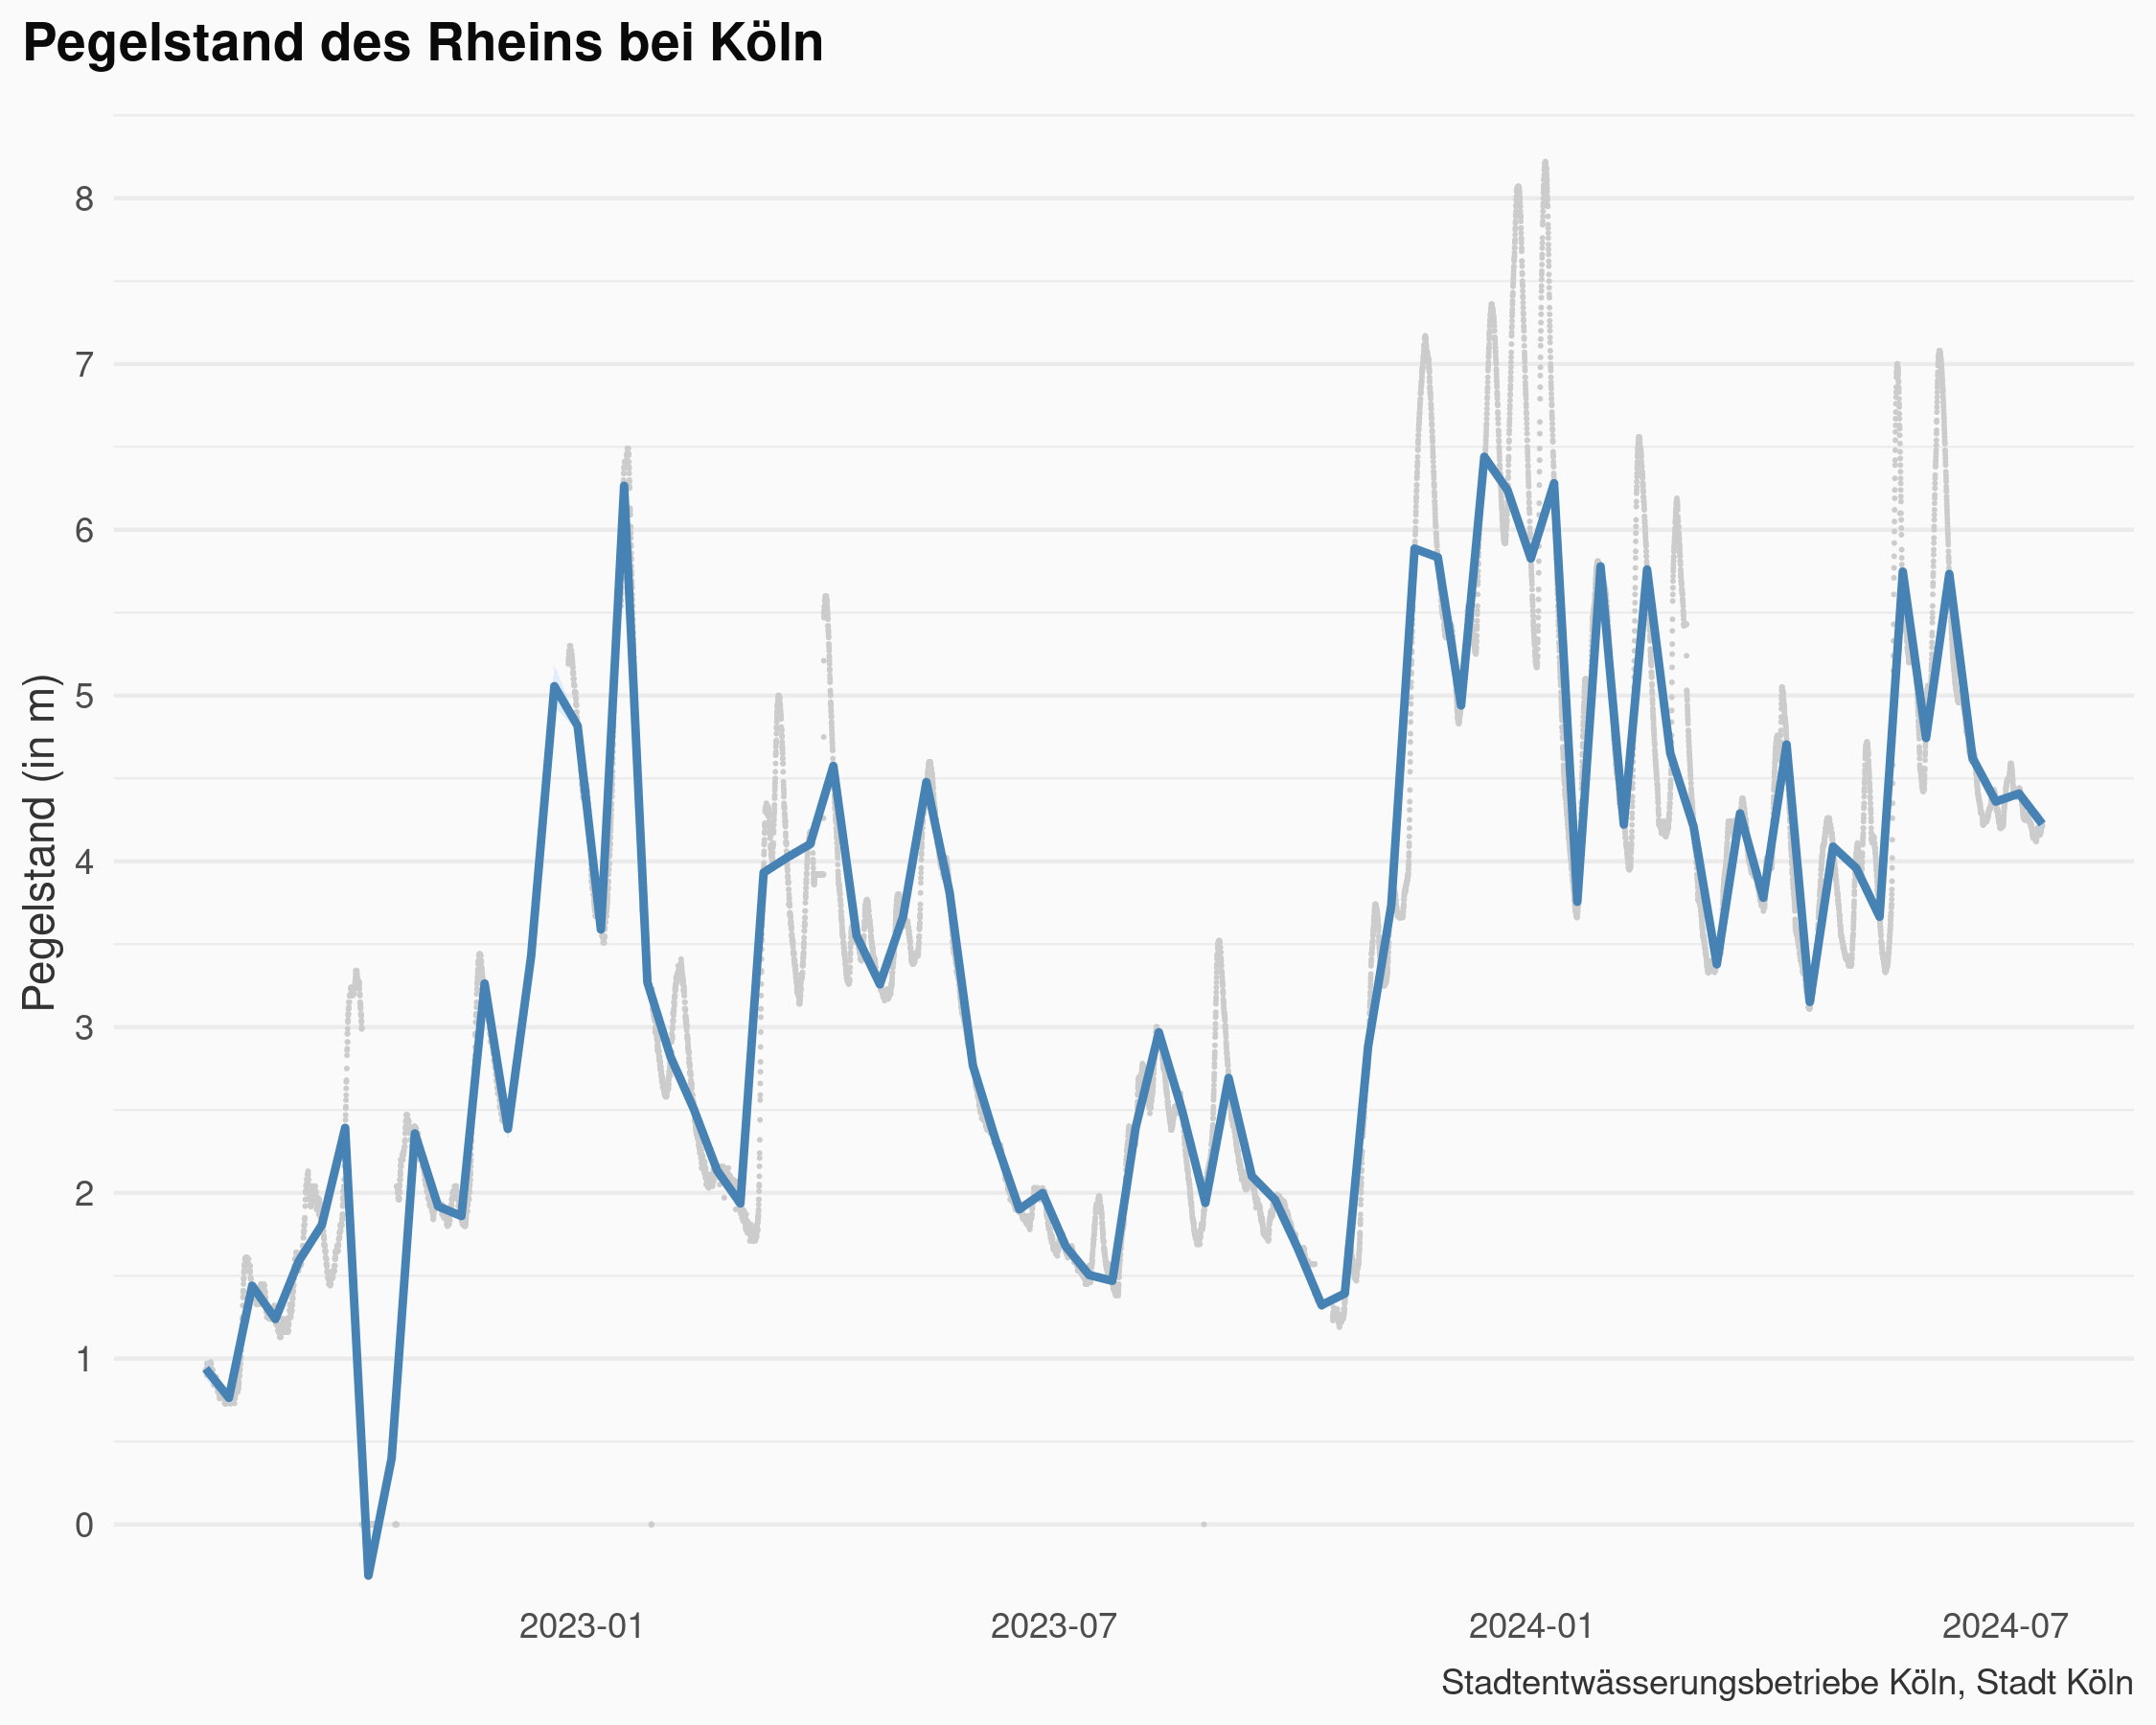 Pegelstand des Rheins bei Köln
Pegelstand (in m)
8
7
6
5
4
3
2
1
0
2023-01 2023-07 2024-01 2024-07
Stadtentwässerungsbetriebe Köln, Stadt Köln